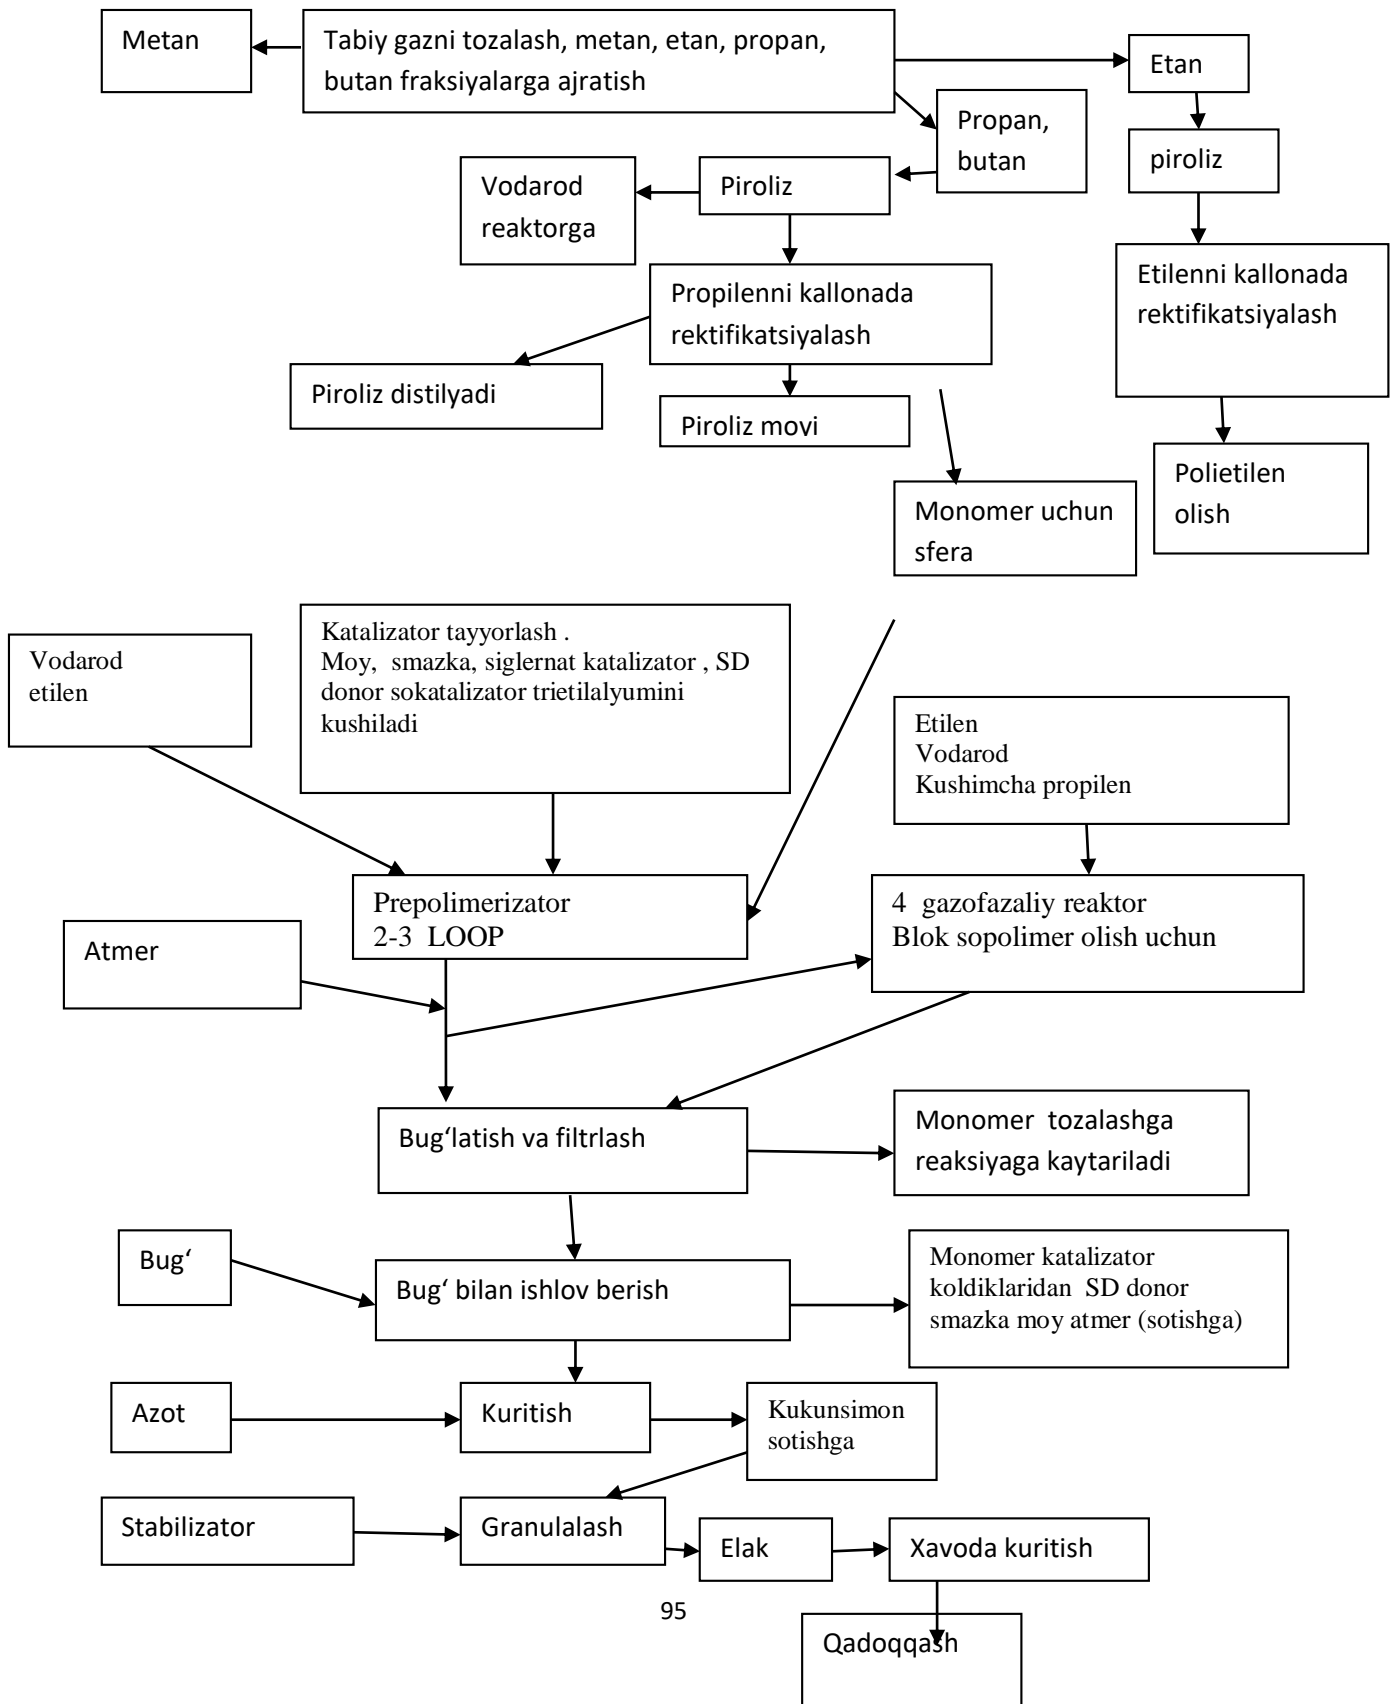 Metan
Tabiy gazni tozalash, metan, etan, propan,
butan fraksiyalarga ajratish
Etan
Propan,
butan
piroliz
Vodarod
reaktorga
Piroliz
Etilenni kallonada
rektifikatsiyalash
Propilenni kallonada
rektifikatsiyalash
Piroliz distilyadi
Piroliz movi
Polietilen
olish
Monomer uchun
sfera
Vodarod
etilen
Katalizator tayyorlash .
Moy, smazka, siglernat katalizator , SD
donor sokatalizator trietilalyumini
kushiladi
Etilen
Vodarod
Kushimcha propilen
Prepolimerizator
2-3 LOOP
4 gazofazaliy reaktor
Blok sopolimer olish uchun
Atmer
Bug‘latish va filtrlash
Monomer tozalashga
reaksiyaga kaytariladi
Bug‘
Bug‘ bilan ishlov berish
Monomer katalizator
koldiklaridan SD donor
smazka moy atmer (sotishga)
Azot
Kuritish
Kukunsimon
sotishga
Stabilizator
Granulalash
Elak
Xavoda kuritish
95
Qadoqqash